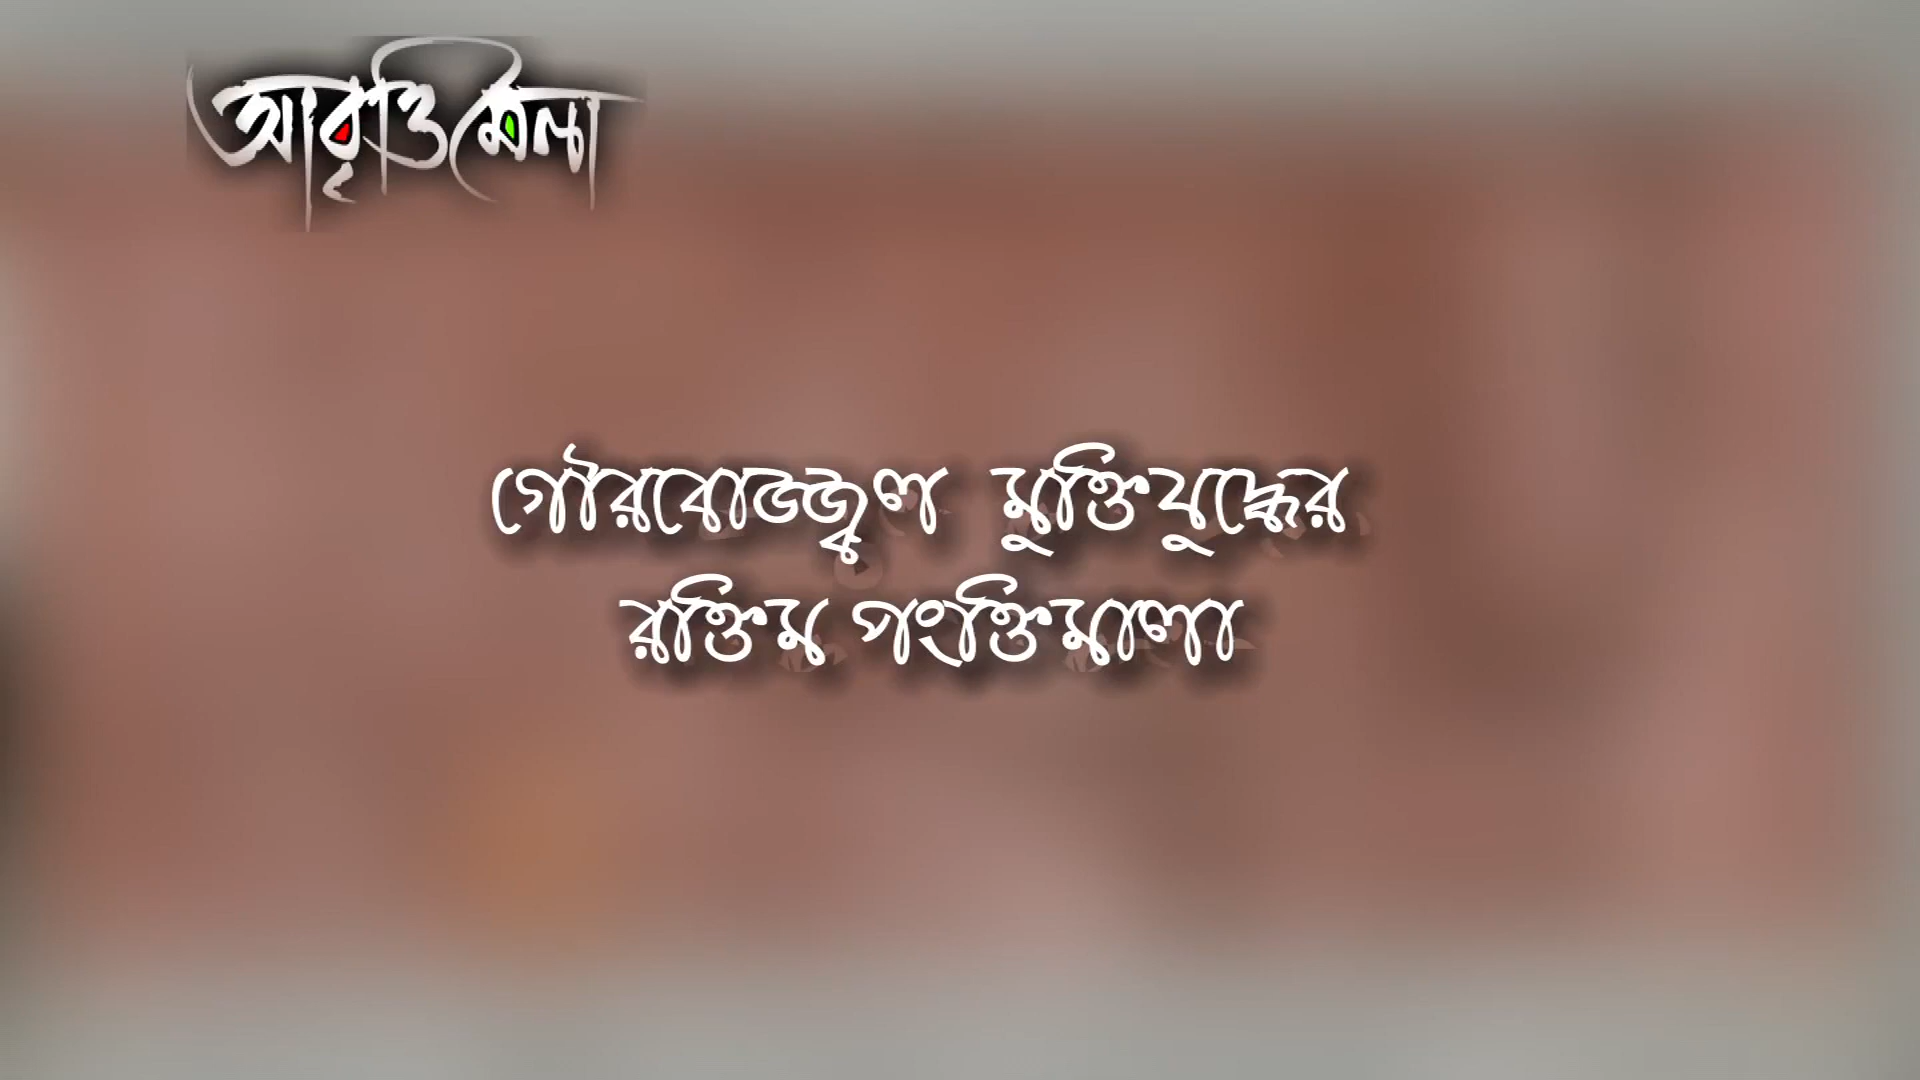 আবৃত্তিমেলা
গৌরবোজ্জ্বল মুক্তিযুদ্ধের
রক্তিম পংক্তিমালা